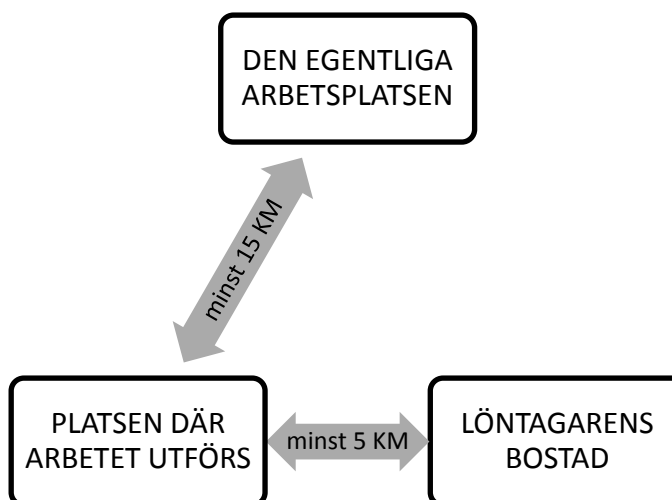 DEN EGENTLIGA
ARBETSPLATSEN
minst 15 KM
PLATSEN DÄR
ARBETET UTFÖRS
minst 5 KM
LÖNTAGARENS
BOSTAD